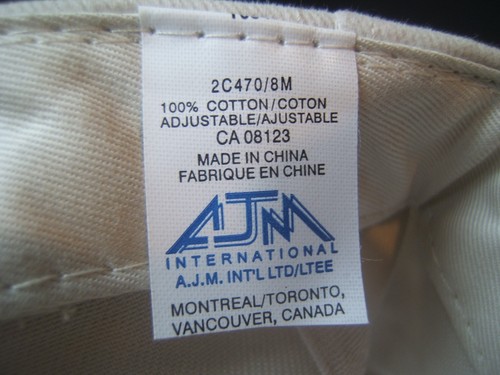 2C470/8M
100% COTTON/COTON
ADJUSTABLE/AJUSTABLE
CA 08123
MADE IN CHINA
FABRIQUE EN CHINE
AJM
INTERNATIONAL
A.J.M. INT'L LTD/LTEE
MONTREAL/TORONTO,
VANCOUVER, CANADA